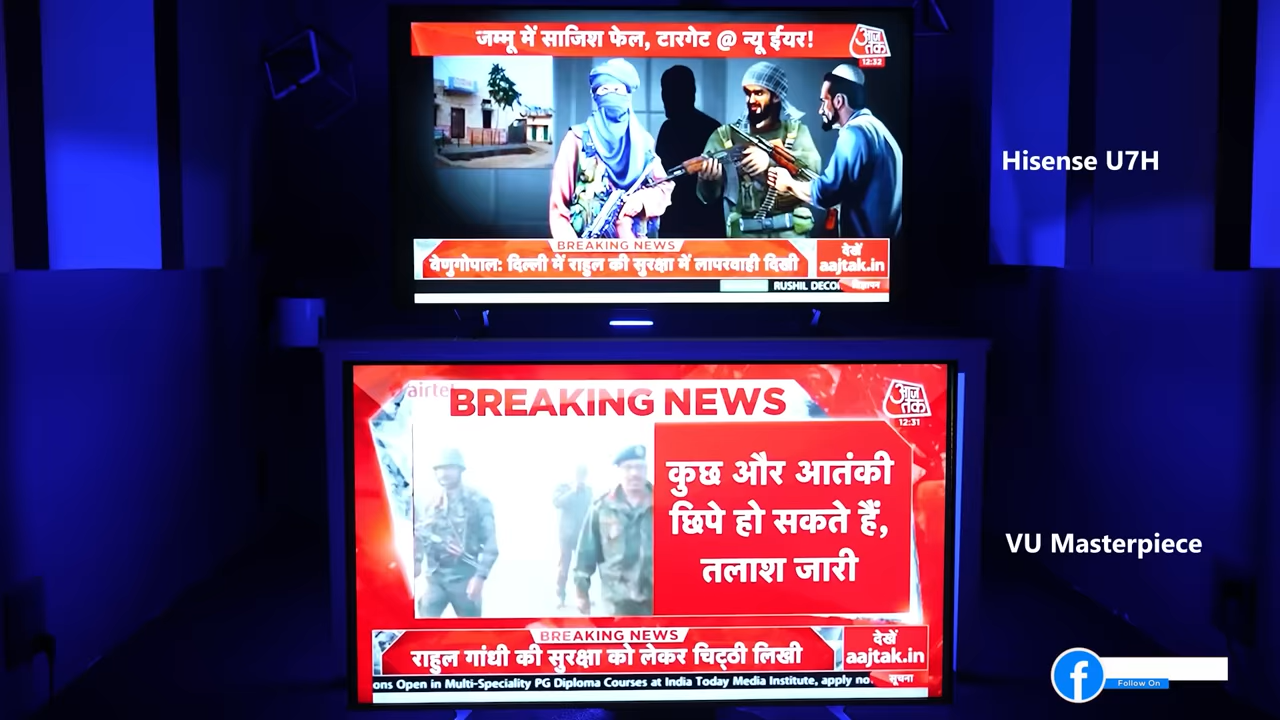 जम्मू में साजिश फेल, टारगेट @ न्यू ईयर!
आज तक
12:32
Hisense U7H
BREAKING NEWS
वेणुगोपाल: दिल्ली में राहुल की सुरक्षा में लापरवाही दिखी
देखें
aajtak.in
RUSHIL DECO
विज्ञापन
airtel
BREAKING NEWS
आज तक
12:31
कुछ और आतंकी
छिपे हो सकते हैं,
तलाश जारी
VU Masterpiece
BREAKING NEWS
राहुल गांधी की सुरक्षा को लेकर चिट्ठी लिखी
देखें
aajtak.in
ons Open in Multi-Speciality PG Diploma Courses at India Today Media Institute, apply no
सूचना
f
Follow On